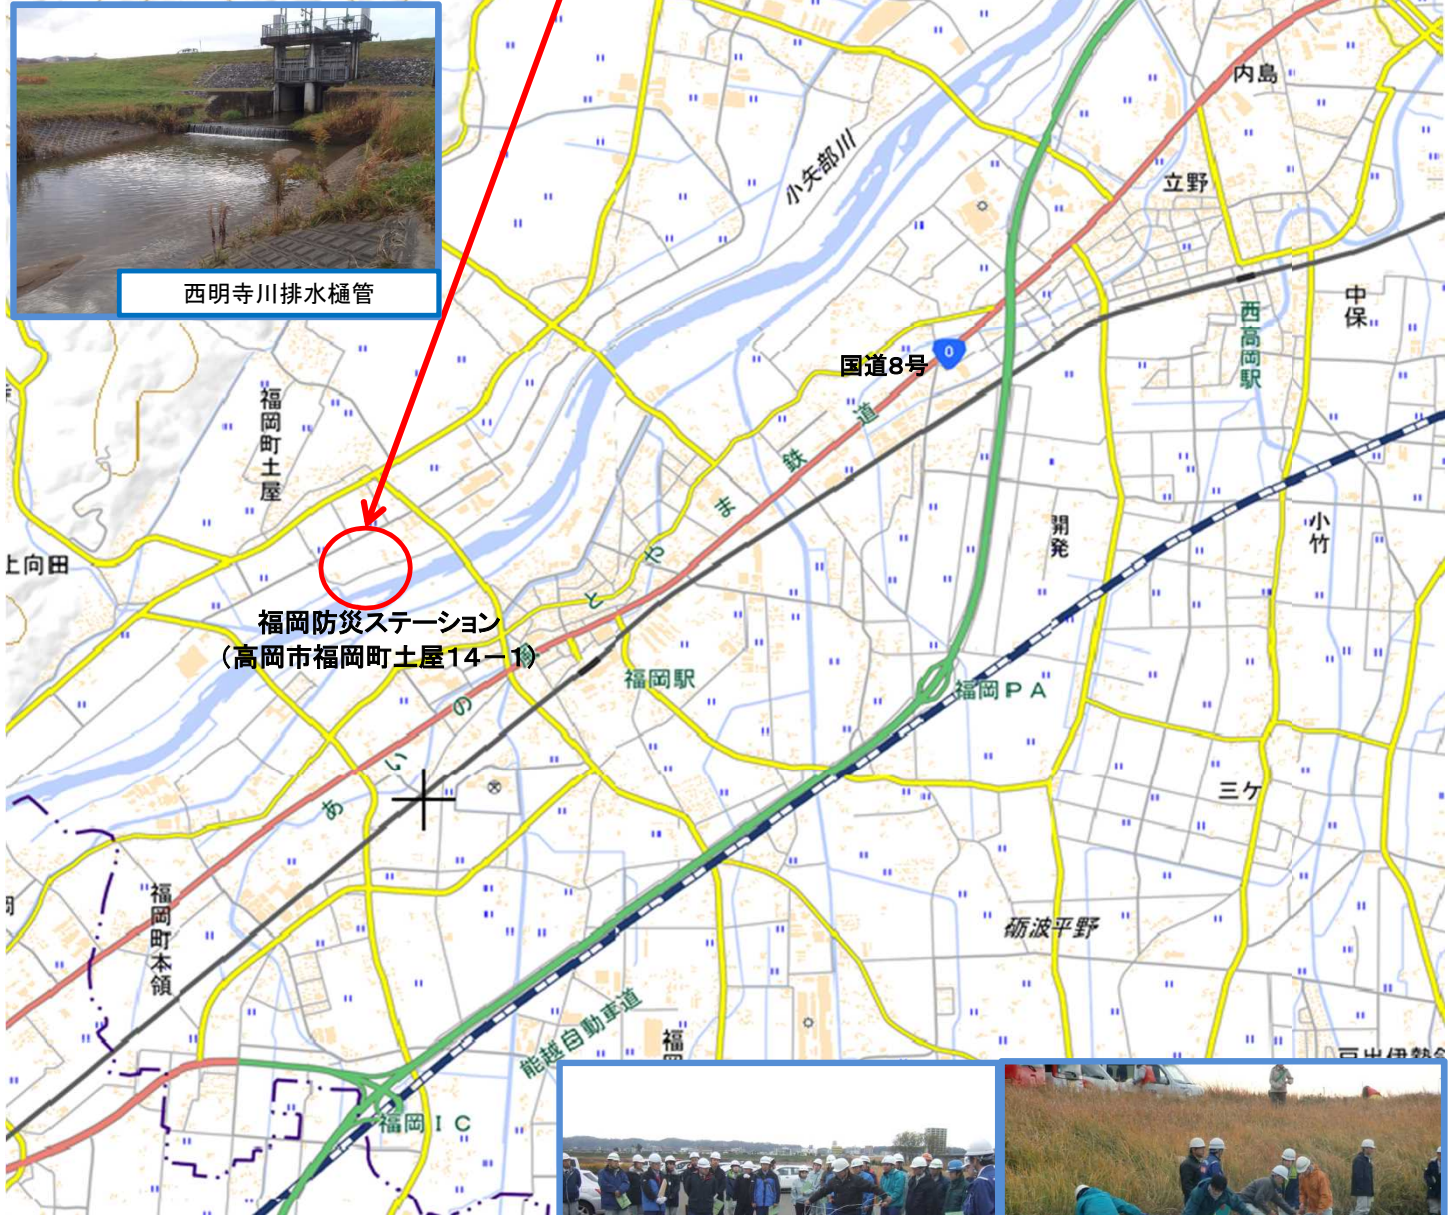 西明寺川排水樋管
内島
小矢部川
立野
中保
西高岡駅
国道8号
0
福岡町土屋
上向田
開発
小竹
福岡防災ステーション
（高岡市福岡町土屋14－1）
福岡駅
福岡PA
あいのとやま鉄道
三ケ
福岡町本領
砺波平野
能越自動車道
福岡IC